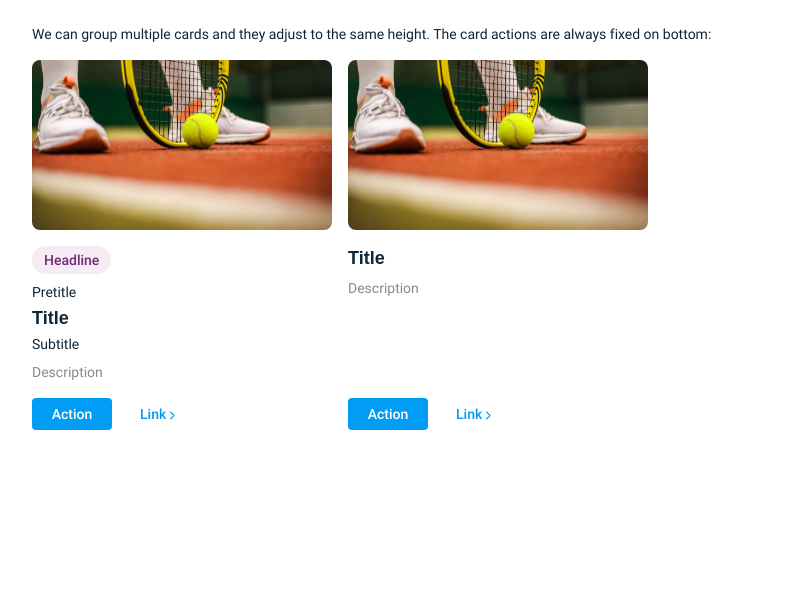 We can group multiple cards and they adjust to the same height. The card actions are always fixed on bottom:
Headline
Pretitle
Title
Subtitle
Description
Action Link
Title
Description
Action Link